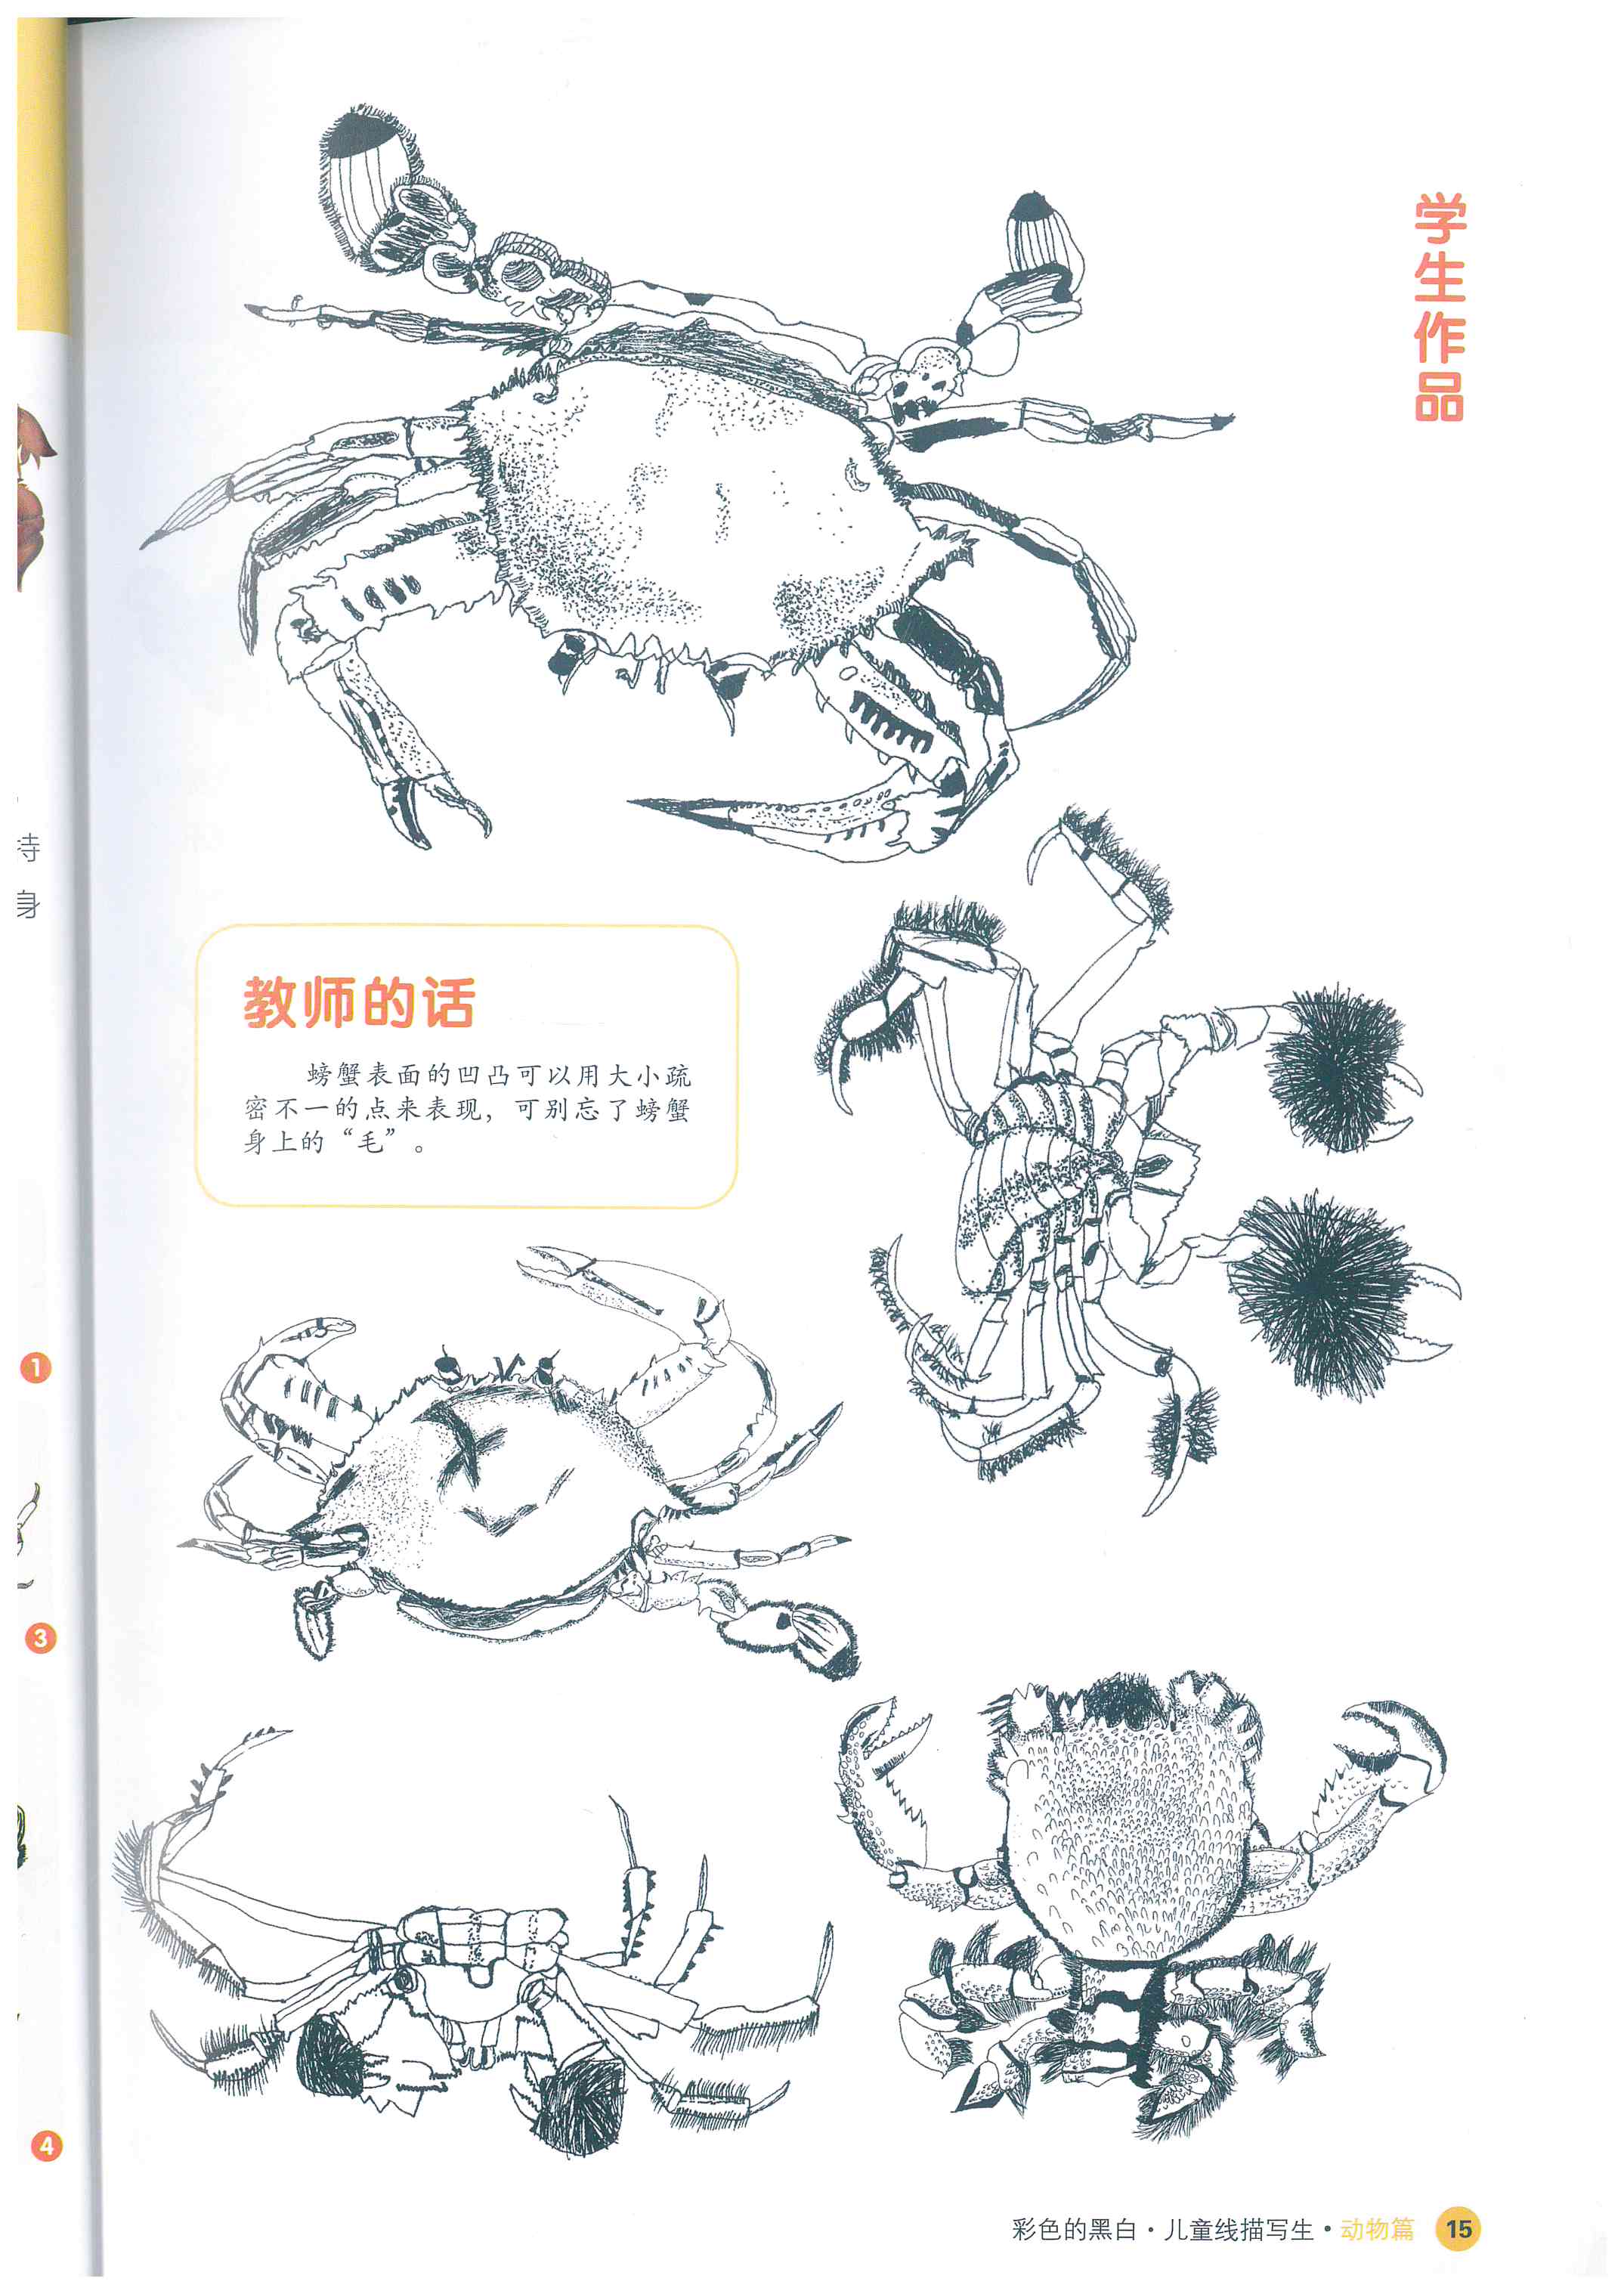 学生作品
教师的话
螃蟹表面的凹凸可以用大小疏
密不一的点来表现，可别忘了螃蟹
身上的“毛”。
身
1
3
4
彩色的黑白·儿童线描写生·动物篇 15